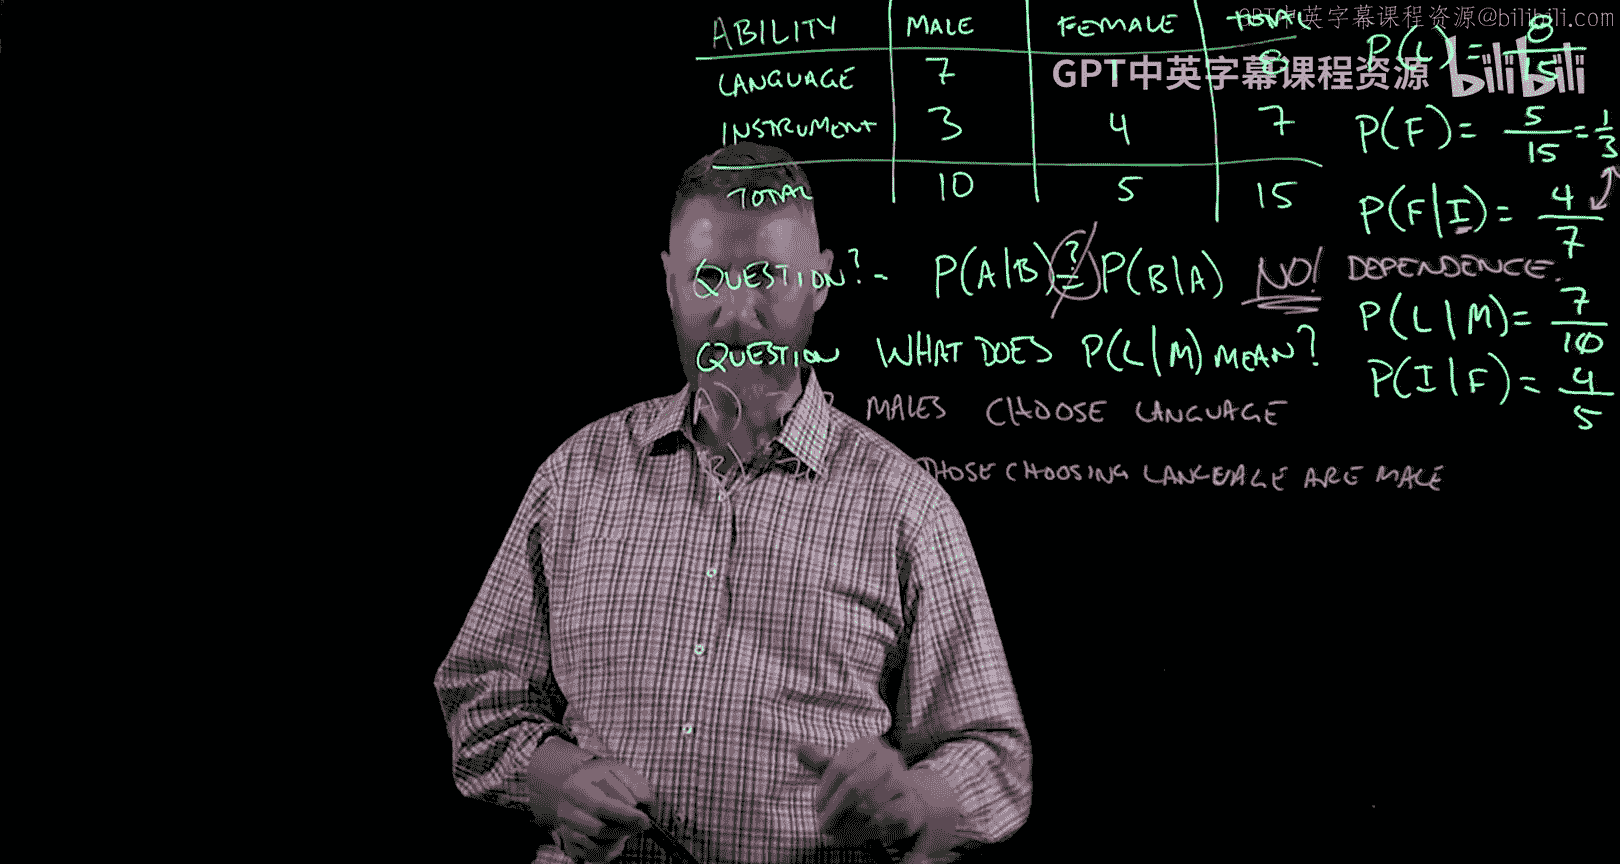 GPT中英字幕课程资源@bilibili.com
ABILITY MALE FEMALE TOTAL
P(L) = 8/15
LANGUAGE 7 1 8
GPT中英字幕课程资源 bilibili
INSTRUMENT 3 4 7
P(F) = 5/15 = 1/3
TOTAL 10 5 15
P(F|I) = 4/7
QUESTION? - P(A|B) ?= P(B|A) NO!
DEPENDENCE.
P(L|M) = 7/10
QUESTION WHAT DOES P(L|M) MEAN?
P(I|F) = 4/5
A) MALES CHOOSE LANGUAGE
B) THOSE CHOOSING LANGUAGE ARE MALE